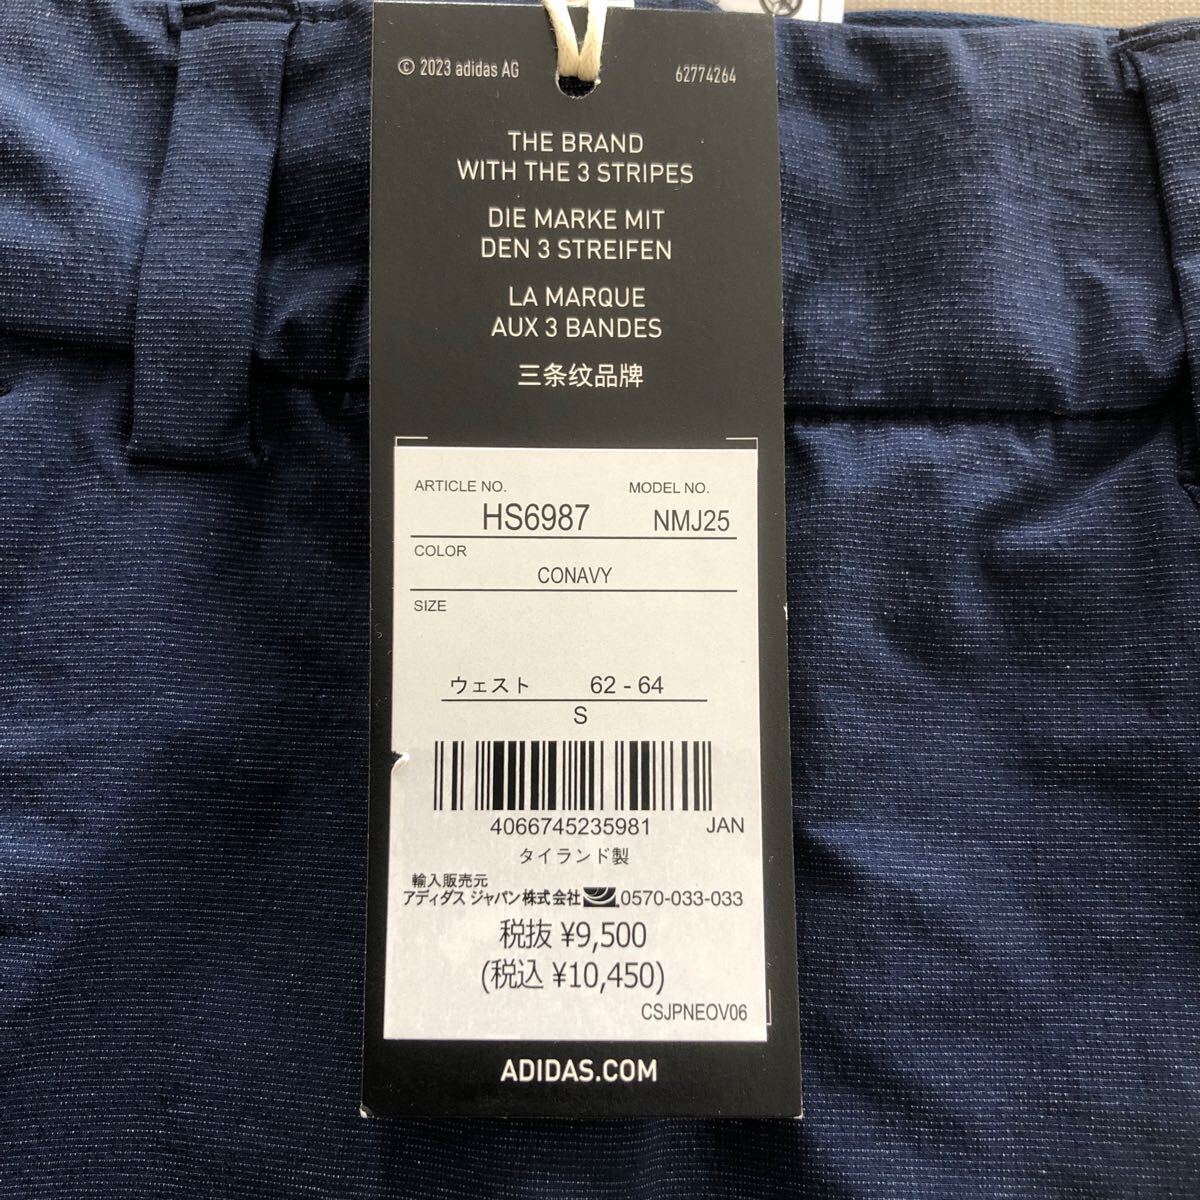 © 2023 adidas AG 62774264
THE BRAND
WITH THE 3 STRIPES
DIE MARKE MIT
DEN 3 STREIFEN
LA MARQUE
AUX 3 BANDES
三条纹品牌
ARTICLE NO. MODEL NO.
HS6987 NMJ25
COLOR
CONAVY
SIZE
ウェスト 62 - 64
S
4066745235981 JAN
タイランド製
輸入販売元
アディダス ジャパン株式会社 0570-033-033
税抜 ¥9,500
(税込 ¥10,450)
CSJPNEOV06
ADIDAS.COM